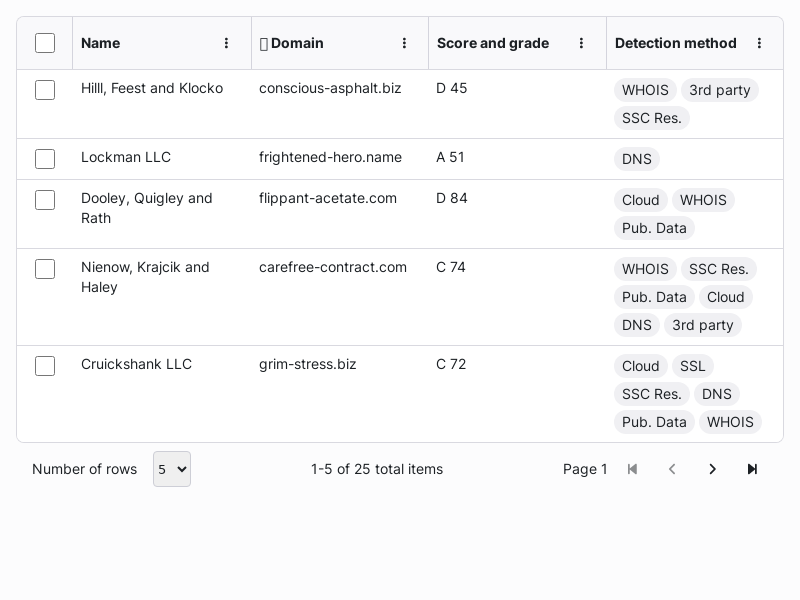 Name Domain Score and grade Detection method
Hilll, Feest and Klocko conscious-asphalt.biz D 45 WHOIS 3rd party
SSC Res.
Lockman LLC frightened-hero.name A 51 DNS
Dooley, Quigley and flippant-acetate.com D 84 Cloud WHOIS
Rath Pub. Data
Nienow, Krajcik and carefree-contract.com C 74 WHOIS SSC Res.
Haley Pub. Data Cloud
DNS 3rd party
Cruickshank LLC grim-stress.biz C 72 Cloud SSL
SSC Res. DNS
Pub. Data WHOIS
Number of rows 5 1-5 of 25 total items Page 1